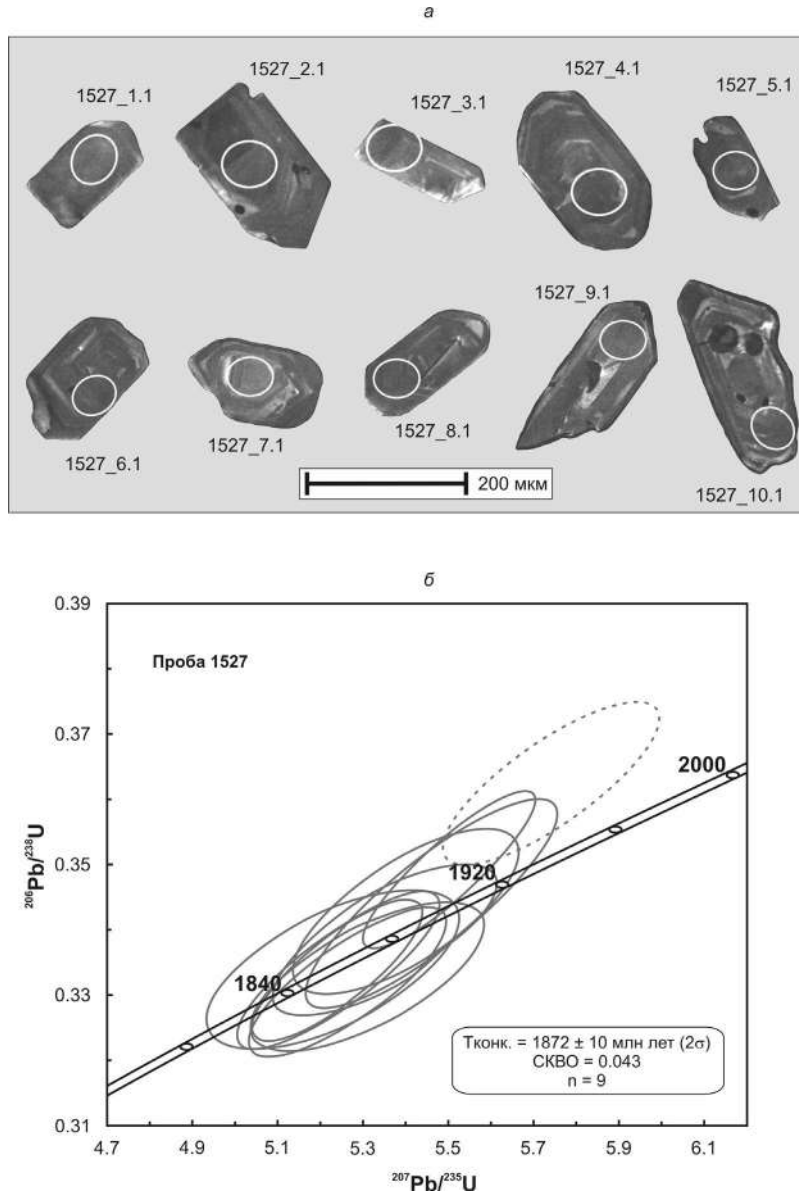 а
1527_1.1
1527_2.1
1527_3.1
1527_4.1
1527_5.1
1527_6.1
1527_7.1
1527_8.1
1527_9.1
1527_10.1
200 мкм
б
Проба 1527
0.39
0.37
0.35
0.33
0.31
²⁰⁶Pb/²³⁸U
2000
1920
1840
Тконк. = 1872 ± 10 млн лет (2σ)
СКВО = 0.043
n = 9
4.7 4.9 5.1 5.3 5.5 5.7 5.9 6.1
²⁰⁷Pb/²³⁵U